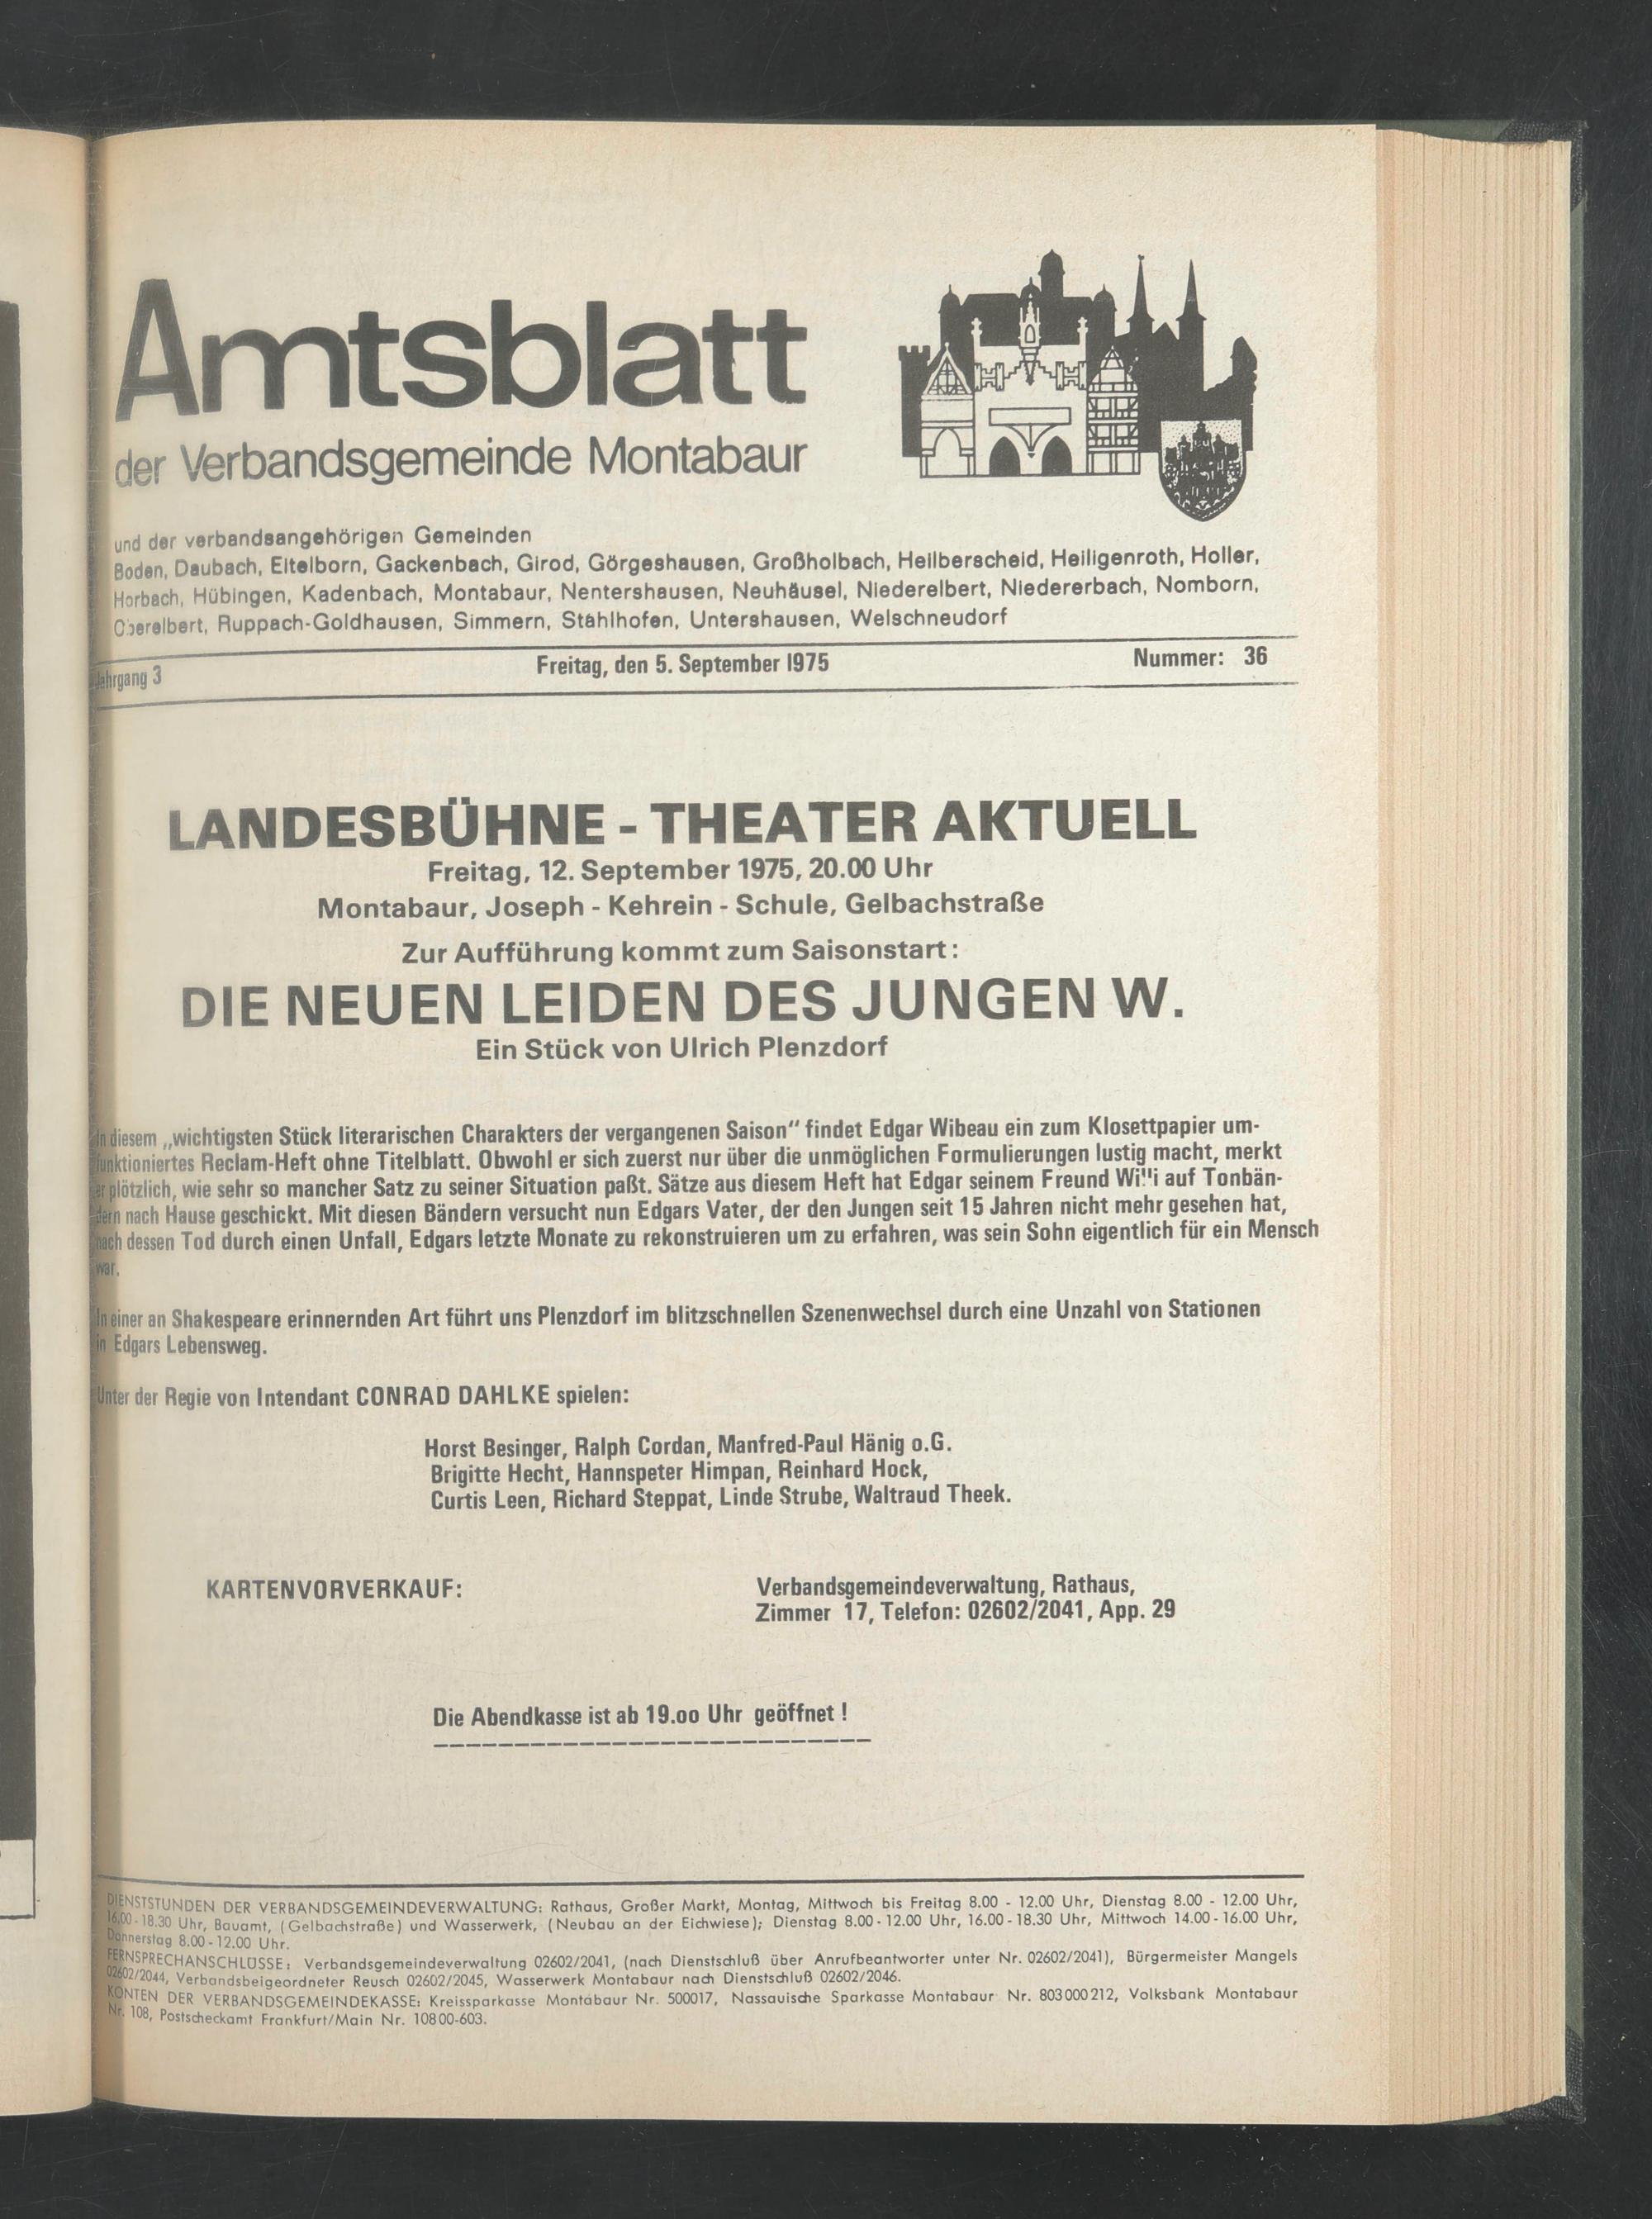 Amtsblatt
der Verbandsgemeinde Montabaur
und der verbandsangehörigen Gemeinden
Boden, Daubach, Eitelborn, Gackenbach, Girod, Görgeshausen, Großholbach, Heilberscheid, Heiligenroth, Holler,
Horbach, Hübingen, Kadenbach, Montabaur, Nentershausen, Neuhäusel, Niederelbert, Niedererbach, Nomborn,
Oberelbert, Ruppach-Goldhausen, Simmern, Stahlhofen, Untershausen, Welschneudorf
Jahrgang 3 Freitag, den 5. September 1975 Nummer: 36
LANDESBÜHNE - THEATER AKTUELL
Freitag, 12. September 1975, 20.00 Uhr
Montabaur, Joseph - Kehrein - Schule, Gelbachstraße
Zur Aufführung kommt zum Saisonstart:
DIE NEUEN LEIDEN DES JUNGEN W.
Ein Stück von Ulrich Plenzdorf
In diesem „wichtigsten Stück literarischen Charakters der vergangenen Saison" findet Edgar Wibeau ein zum Klosettpapier um-
funktioniertes Reclam-Heft ohne Titelblatt. Obwohl er sich zuerst nur über die unmöglichen Formulierungen lustig macht, merkt
er plötzlich, wie sehr so mancher Satz zu seiner Situation paßt. Sätze aus diesem Heft hat Edgar seinem Freund Willi auf Tonbän-
dern nach Hause geschickt. Mit diesen Bändern versucht nun Edgars Vater, der den Jungen seit 15 Jahren nicht mehr gesehen hat,
nach dessen Tod durch einen Unfall, Edgars letzte Monate zu rekonstruieren um zu erfahren, was sein Sohn eigentlich für ein Mensch
war.
In einer an Shakespeare erinnernden Art führt uns Plenzdorf im blitzschnellen Szenenwechsel durch eine Unzahl von Stationen
in Edgars Lebensweg.
Unter der Regie von Intendant CONRAD DAHLKE spielen:
Horst Besinger, Ralph Cordan, Manfred-Paul Hänig o.G.
Brigitte Hecht, Hannspeter Himpan, Reinhard Hock,
Curtis Leen, Richard Steppat, Linde Strube, Waltraud Theek.
KARTENVORVERKAUF: Verbandsgemeindeverwaltung, Rathaus,
Zimmer 17, Telefon: 02602/2041, App. 29
Die Abendkasse ist ab 19.oo Uhr geöffnet !
DIENSTSTUNDEN DER VERBANDSGEMEINDEVERWALTUNG: Rathaus, Großer Markt, Montag, Mittwoch bis Freitag 8.00 - 12.00 Uhr, Dienstag 8.00 - 12.00 Uhr,
16.00 - 18.30 Uhr, Bauamt, (Gelbachstraße) und Wasserwerk, (Neubau an der Eichwiese); Dienstag 8.00 - 12.00 Uhr, 16.00 - 18.30 Uhr, Mittwoch 14.00 - 16.00 Uhr,
Donnerstag 8.00 - 12.00 Uhr.
FERNSPRECHANSCHLÜSSE: Verbandsgemeindeverwaltung 02602/2041, (nach Dienstschluß über Anrufbeantworter unter Nr. 02602/2041), Bürgermeister Mangels
02602/2044, Verbandsbeigeordneter Reusch 02602/2045, Wasserwerk Montabaur nach Dienstschluß 02602/2046.
KONTEN DER VERBANDSGEMEINDEKASSE: Kreissparkasse Montabaur Nr. 500017, Nassauische Sparkasse Montabaur Nr. 803000212, Volksbank Montabaur
Nr. 108, Postscheckamt Frankfurt/Main Nr. 10800-603.